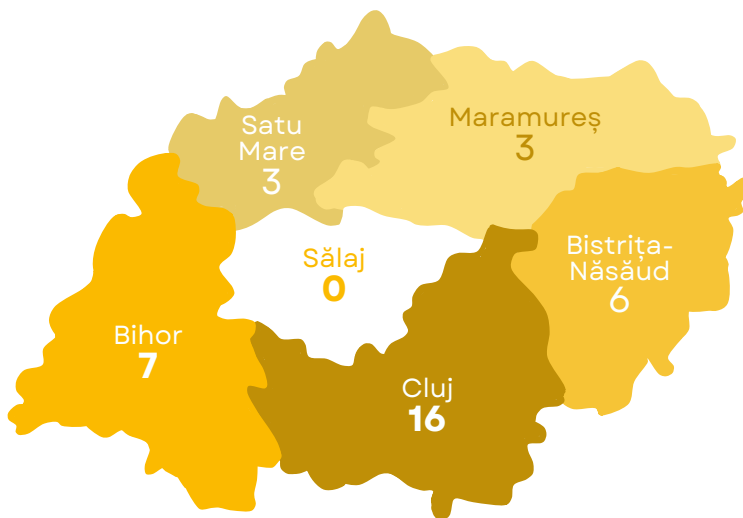 Satu
Mare
3
Maramureș
3
Bistrița-
Năsăud
6
Sălaj
0
Bihor
7
Cluj
16